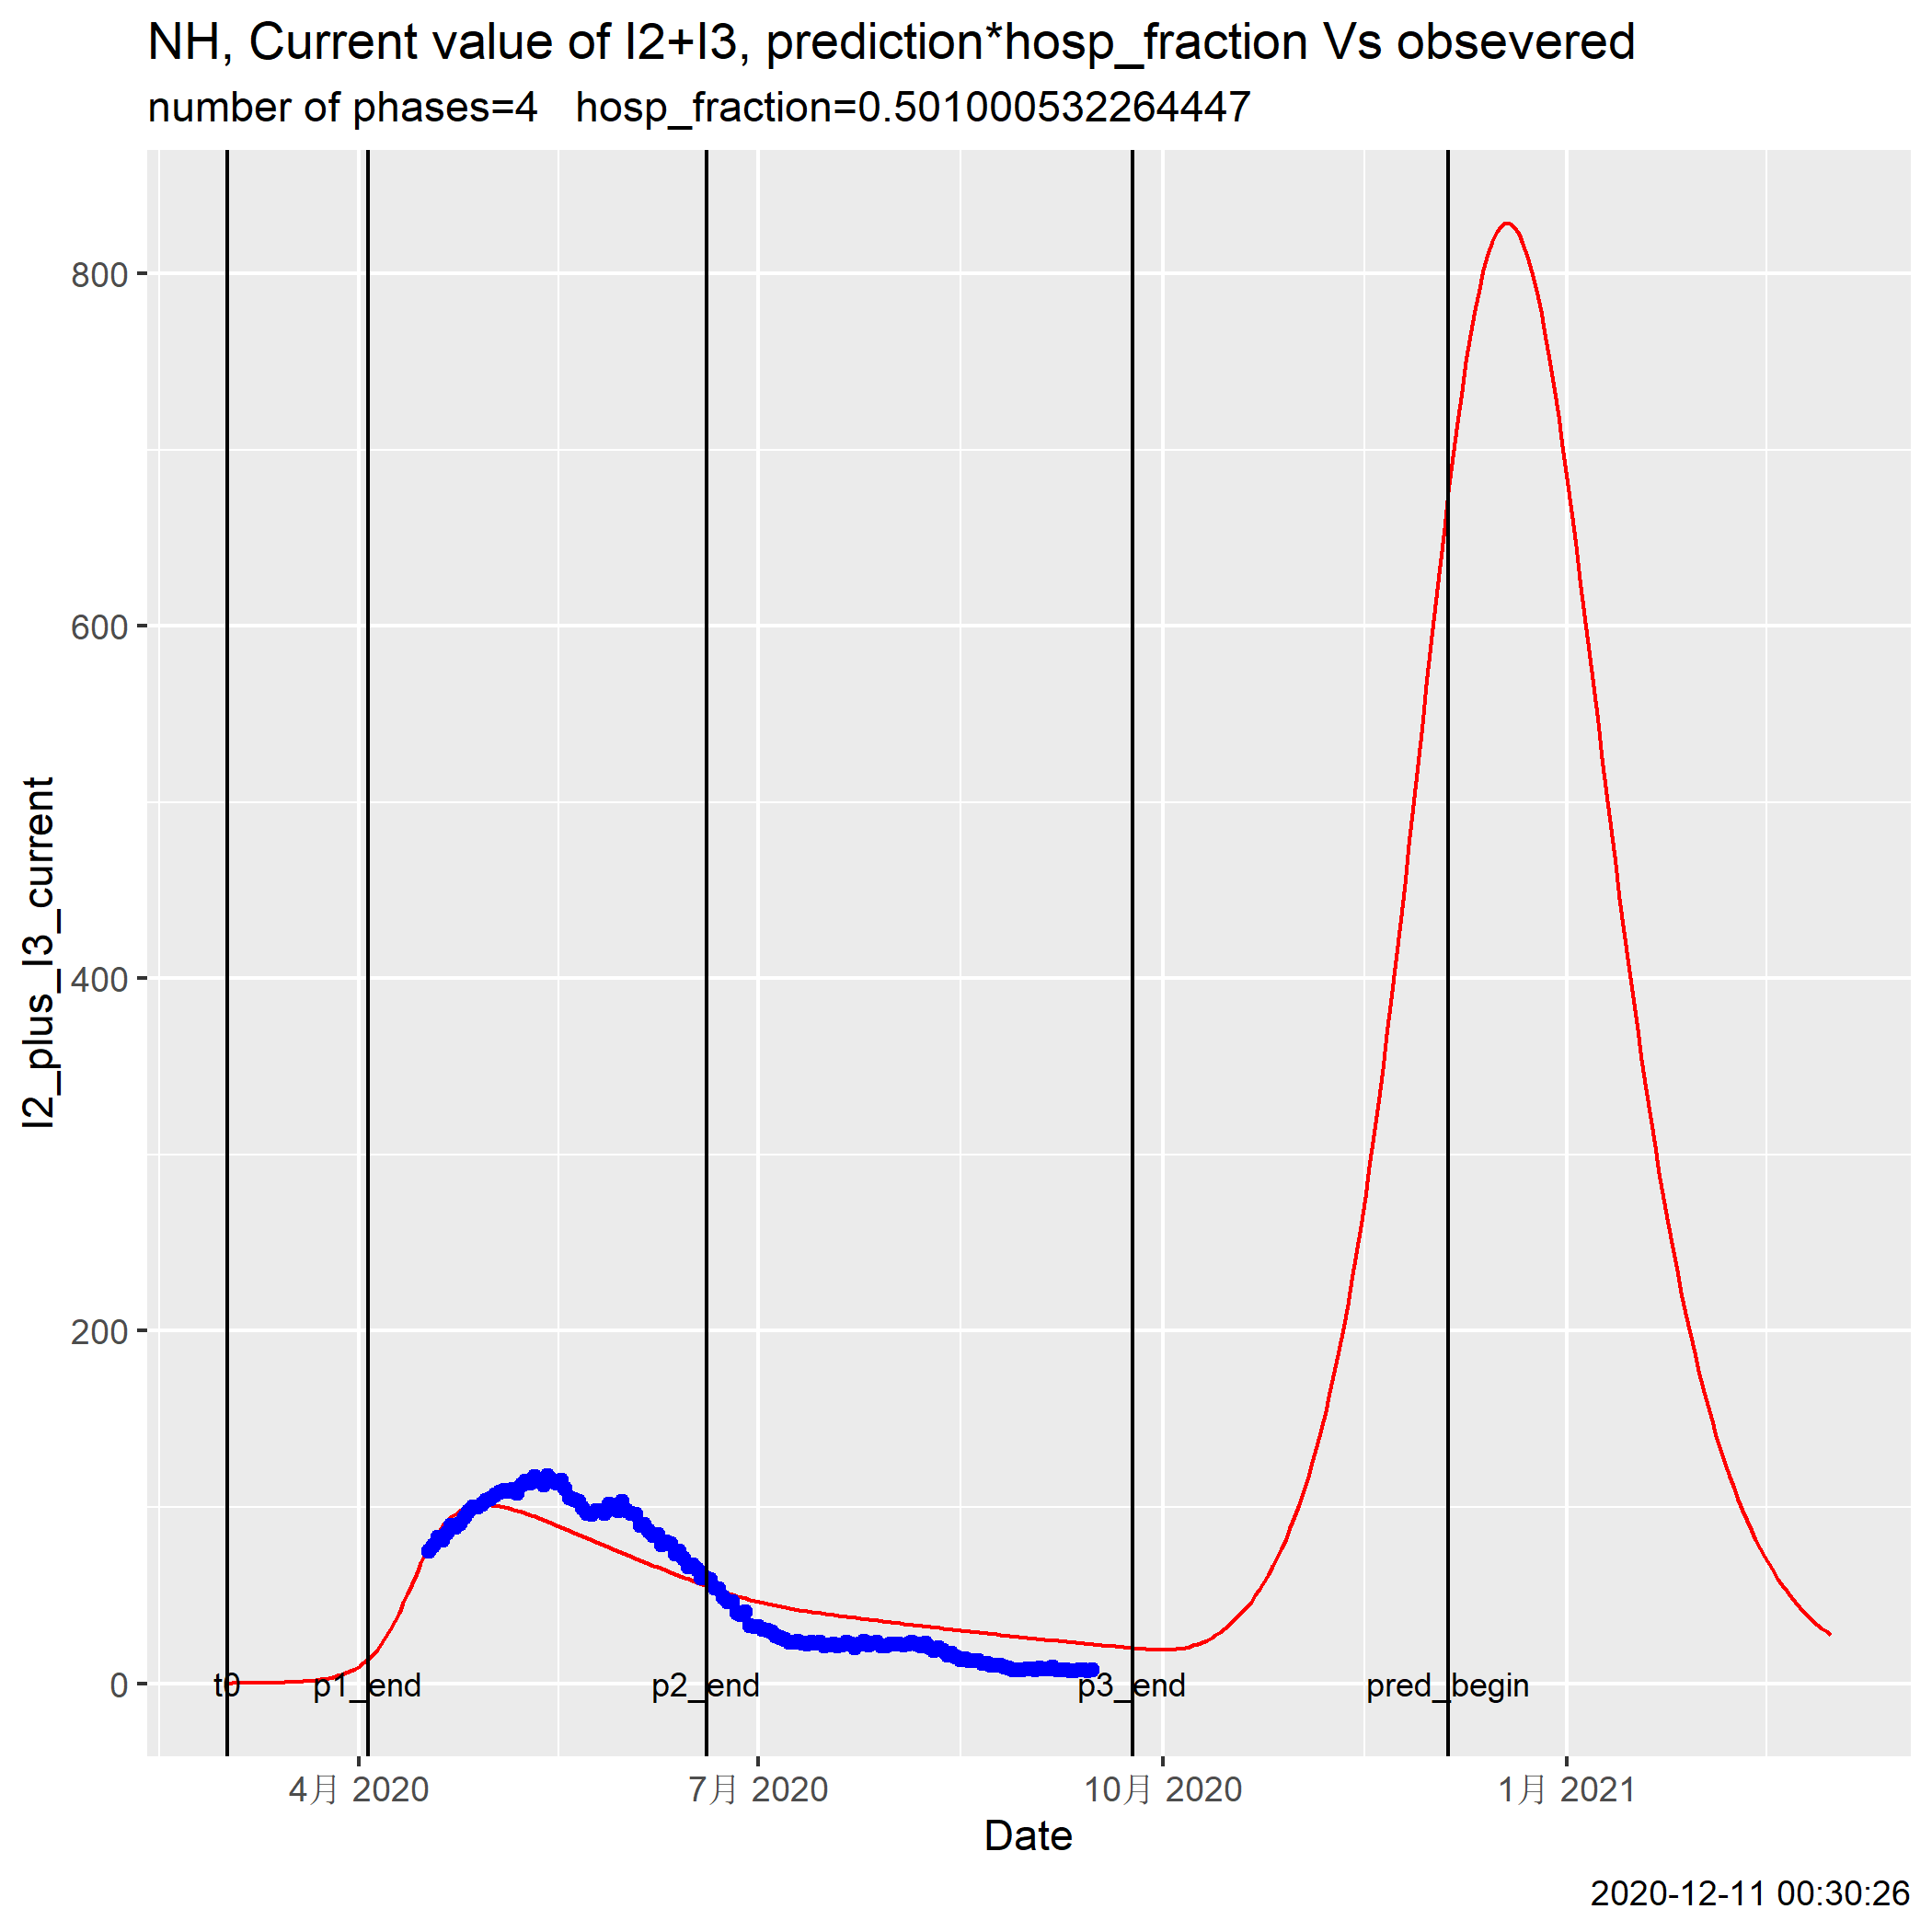 NH, Current value of I2+I3, prediction*hosp_fraction Vs obsevered
number of phases=4   hosp_fraction=0.501000532264447
I2_plus_I3_current
800
600
400
200
0
t0
p1_end
p2_end
p3_end
pred_begin
4月 2020
7月 2020
10月 2020
1月 2021
Date
2020-12-11 00:30:26